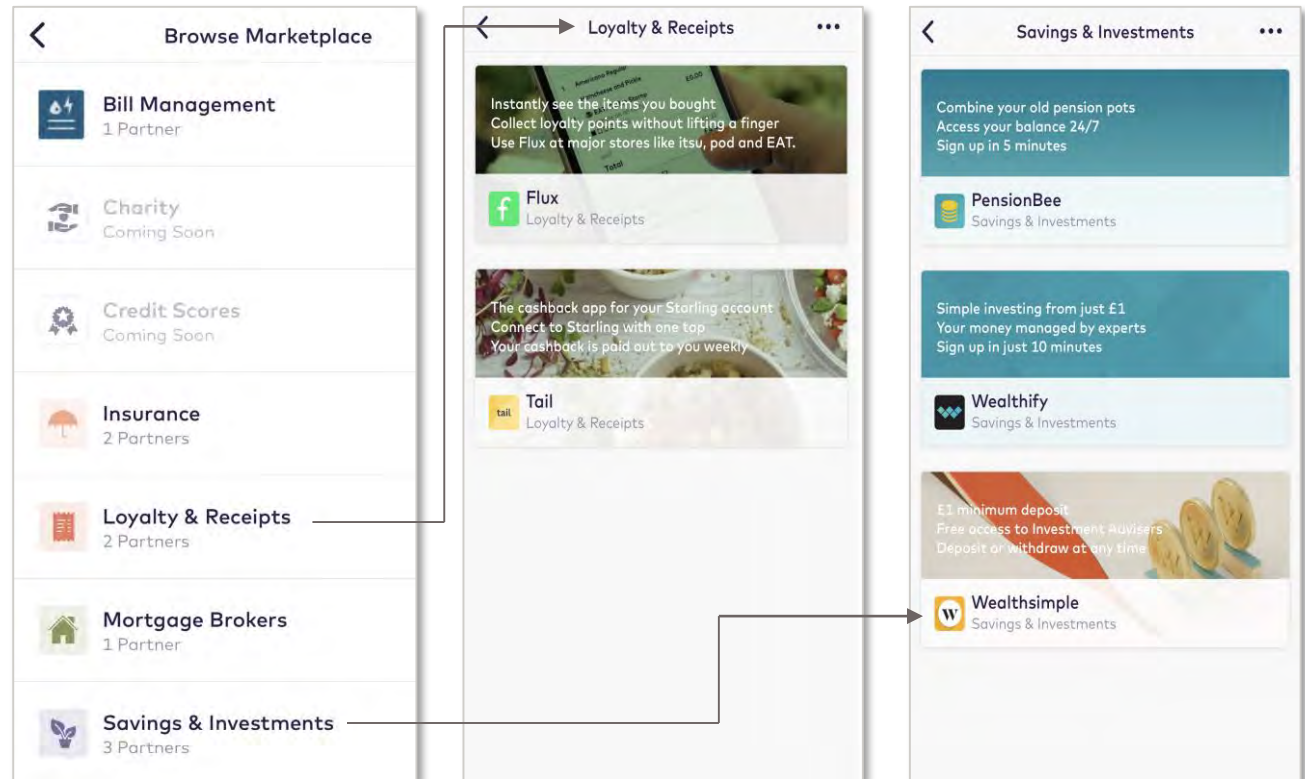 Browse Marketplace
Bill Management
1 Partner
Charity
Coming Soon
Credit Scores
Coming Soon
Insurance
2 Partners
Loyalty & Receipts
2 Partners
Mortgage Brokers
1 Partner
Savings & Investments
3 Partners
Loyalty & Receipts
1 Americano Regular
£0.00
Total
Instantly see the items you bought
Collect loyalty points without lifting a finger
Use Flux at major stores like itsu, pod and EAT.
f
Flux
Loyalty & Receipts
The cashback app for your Starling account
Connect to Starling with one tap
Your cashback is paid out to you weekly
tail
Tail
Loyalty & Receipts
Savings & Investments
Combine your old pension pots
Access your balance 24/7
Sign up in 5 minutes
PensionBee
Savings & Investments
Simple investing from just £1
Your money managed by experts
Sign up in just 10 minutes
Wealthify
Savings & Investments
£1 minimum deposit
Free access to Investment Advisers
Deposit or withdraw at any time
W
Wealthsimple
Savings & Investments